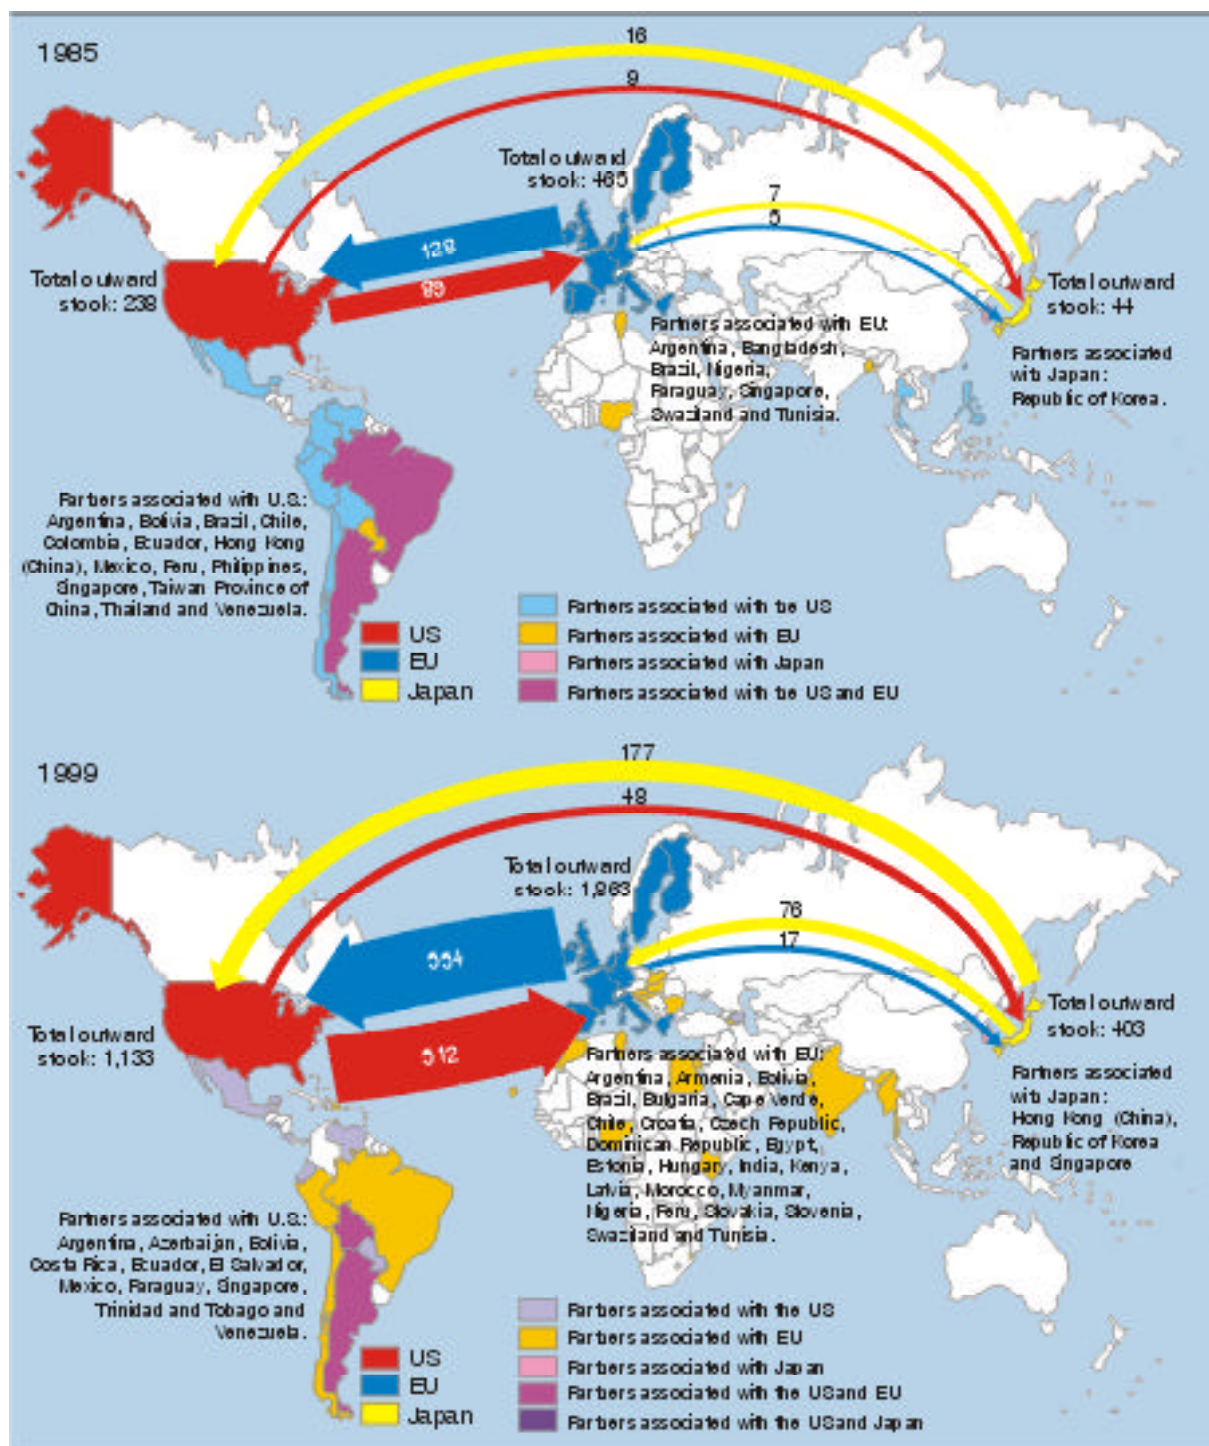 1985
16
9
Total outward
stock: 465
7
5
128
Total outward
stock: 238
Total outward
stock: 44
Partners associated with EU:
Argentina, Bangladesh,
Brazil, Nigeria,
Paraguay, Singapore,
Swaziland and Tunisia.
Partners associated
with Japan:
Republic of Korea.
Partners associated with U.S.:
Argentina, Bolivia, Brazil, Chile,
Colombia, Ecuador, Hong Kong
(China), Mexico, Peru, Philippines,
Singapore, Taiwan Province of
China, Thailand and Venezuela.
US
EU
Japan
Partners associated with the US
Partners associated with EU
Partners associated with Japan
Partners associated with the US and EU
1999
177
48
Total outward
stock: 1,963
76
17
512
Total outward
stock: 1,133
Total outward
stock: 403
Partners associated with EU:
Argentina, Armenia, Bolivia,
Brazil, Bulgaria, Cape Verde,
Chile, Croatia, Czech Republic,
Dominican Republic, Egypt,
Estonia, Hungary, India, Kenya,
Latvia, Morocco, Myanmar,
Nigeria, Peru, Slovakia, Slovenia,
Swaziland and Tunisia.
Partners associated
with Japan:
Hong Kong (China),
Republic of Korea
and Singapore
Partners associated with U.S.:
Argentina, Azerbaijan, Bolivia,
Costa Rica, Ecuador, El Salvador,
Mexico, Paraguay, Singapore,
Trinidad and Tobago and
Venezuela.
US
EU
Japan
Partners associated with the US
Partners associated with EU
Partners associated with Japan
Partners associated with the US and EU
Partners associated with the US and Japan